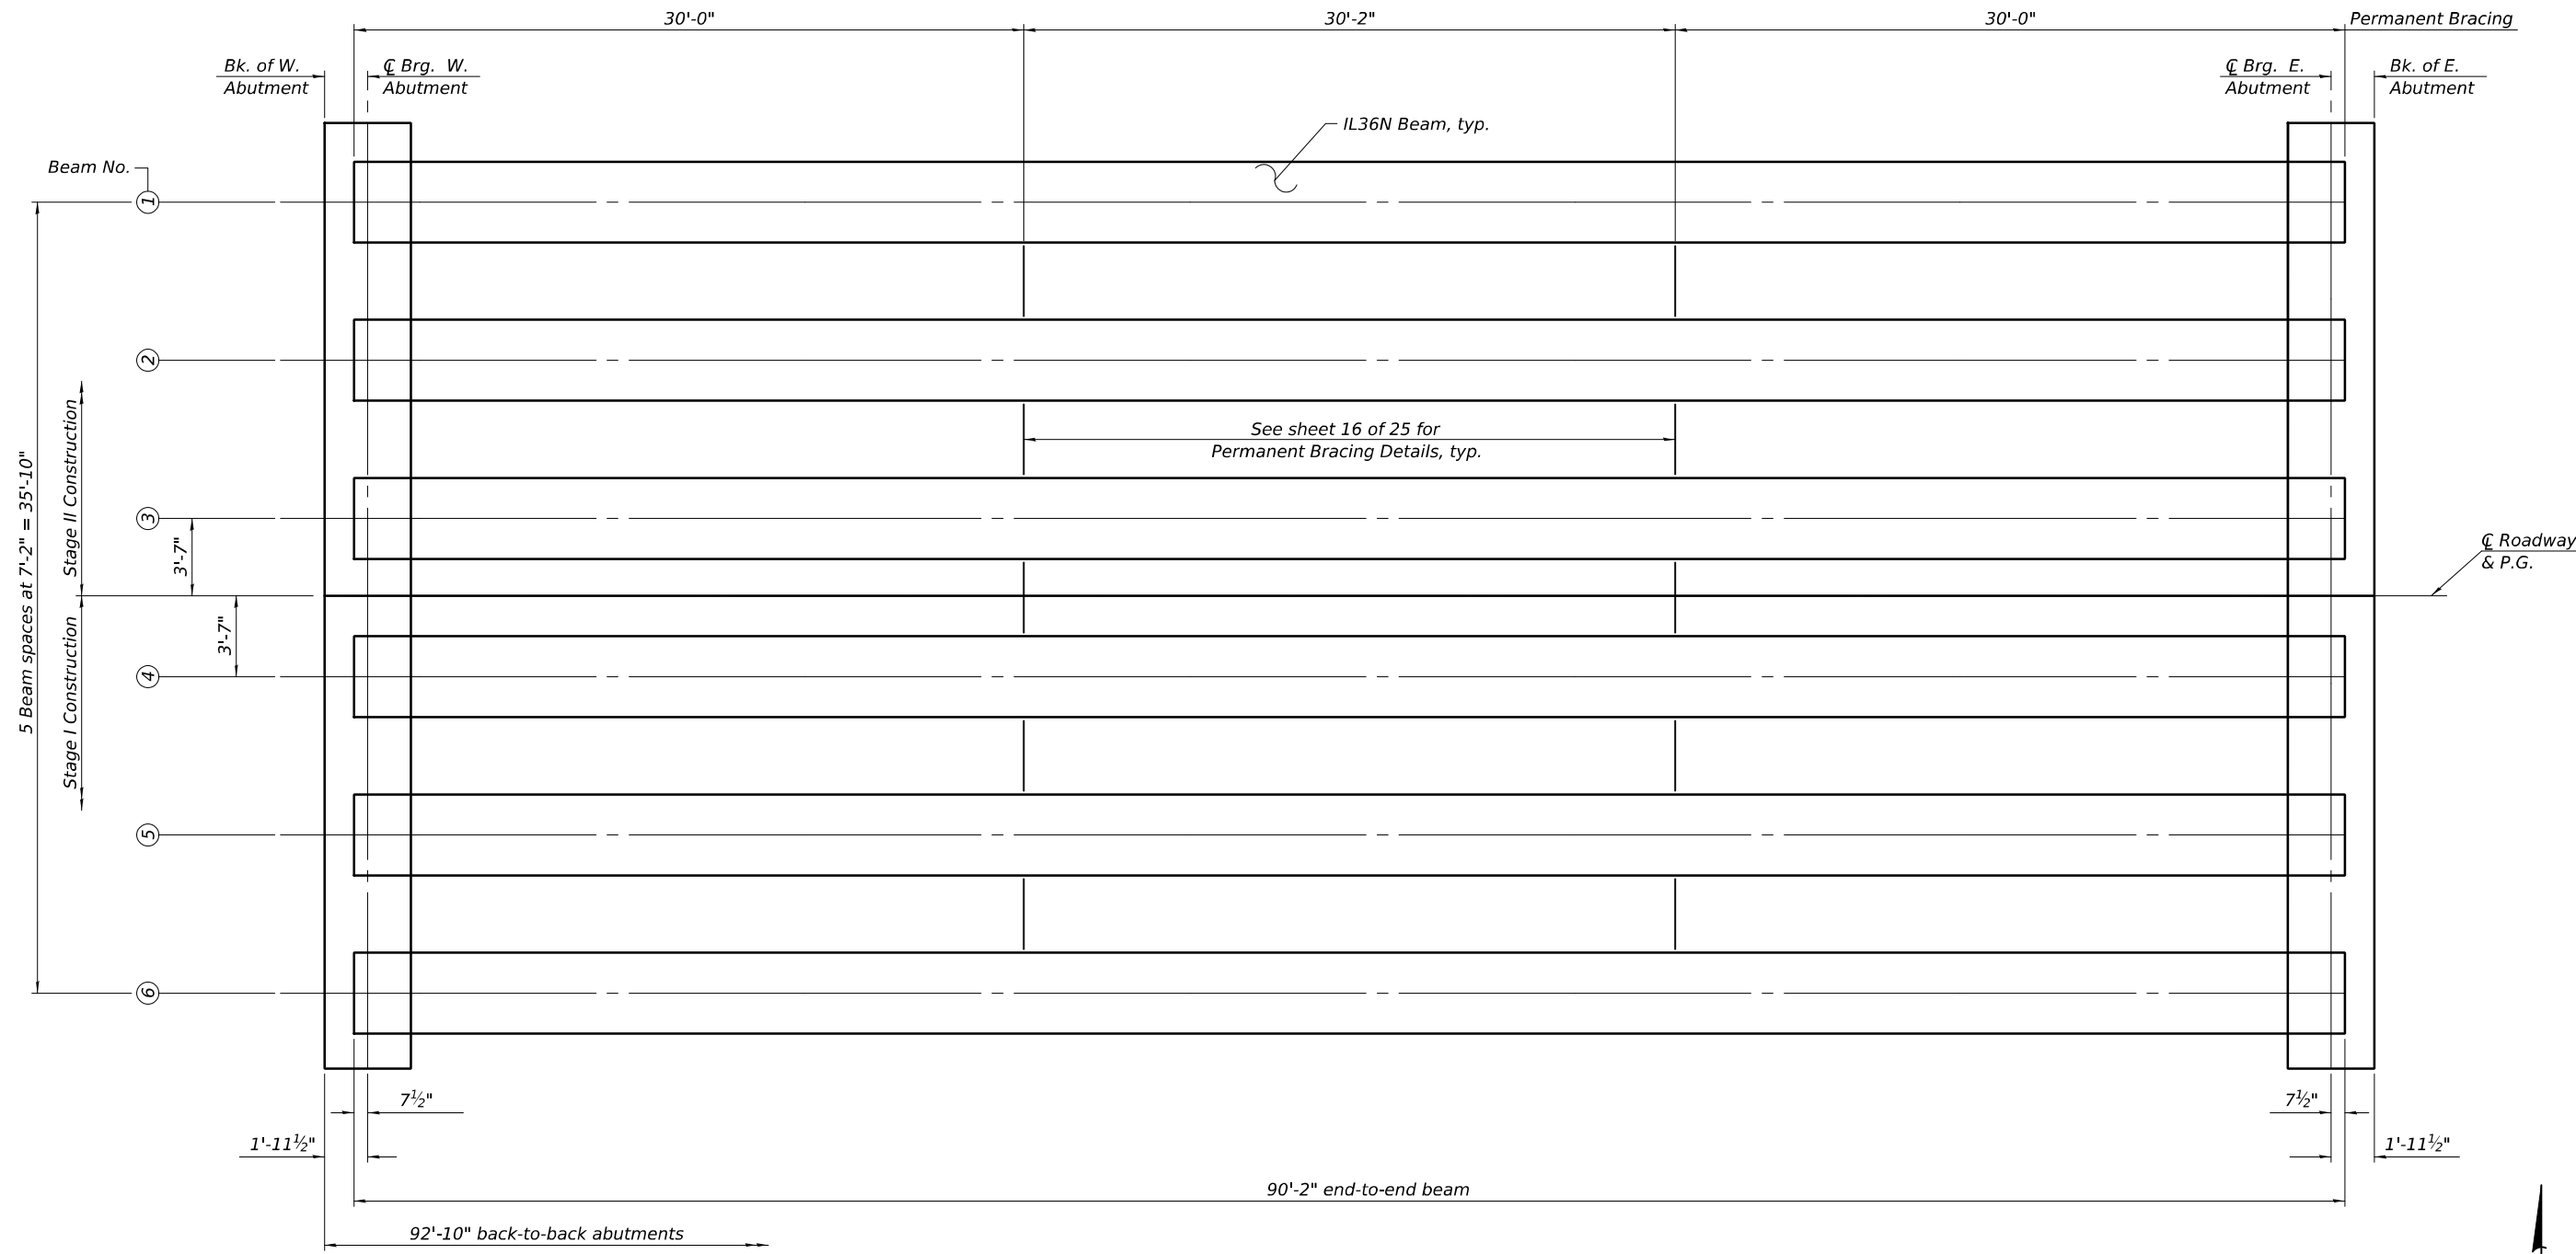 30'-0"
30'-2"
30'-0"
Permanent Bracing
Bk. of W.
Abutment
℄ Brg. W.
Abutment
℄ Brg. E.
Abutment
Bk. of E.
Abutment
IL36N Beam, typ.
Beam No.
1
2
See sheet 16 of 25 for
Permanent Bracing Details, typ.
3
5 Beam spaces at 7'-2" = 35'-10"
Stage II Construction
3'-7"
℄ Roadway
& P.G.
Stage I Construction
3'-7"
4
5
6
7½"
7½"
1'-11½"
1'-11½"
90'-2" end-to-end beam
92'-10" back-to-back abutments